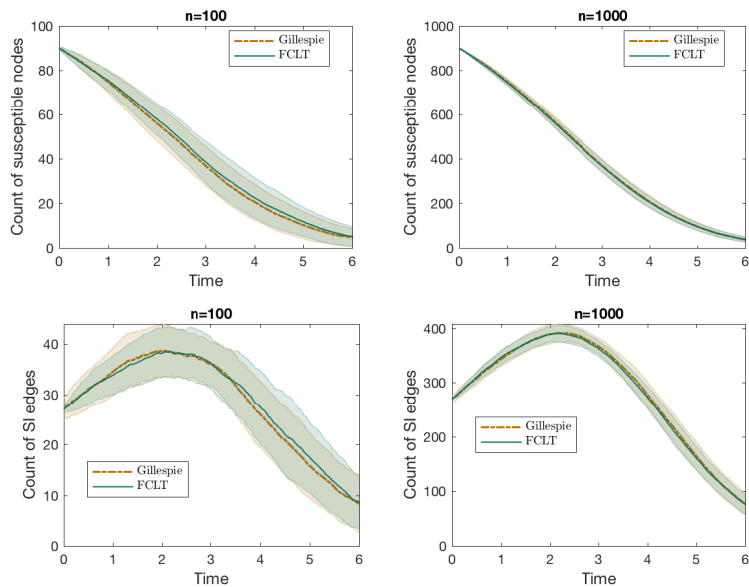 n=100
Count of susceptible nodes
100
80
60
40
20
0
0 1 2 3 4 5 6
Time
Gillespie
FCLT
n=1000
Count of susceptible nodes
1000
800
600
400
200
0
0 1 2 3 4 5 6
Time
Gillespie
FCLT
n=100
Count of SI edges
40
30
20
10
0
0 1 2 3 4 5 6
Time
Gillespie
FCLT
n=1000
Count of SI edges
400
300
200
100
0
0 1 2 3 4 5 6
Time
Gillespie
FCLT